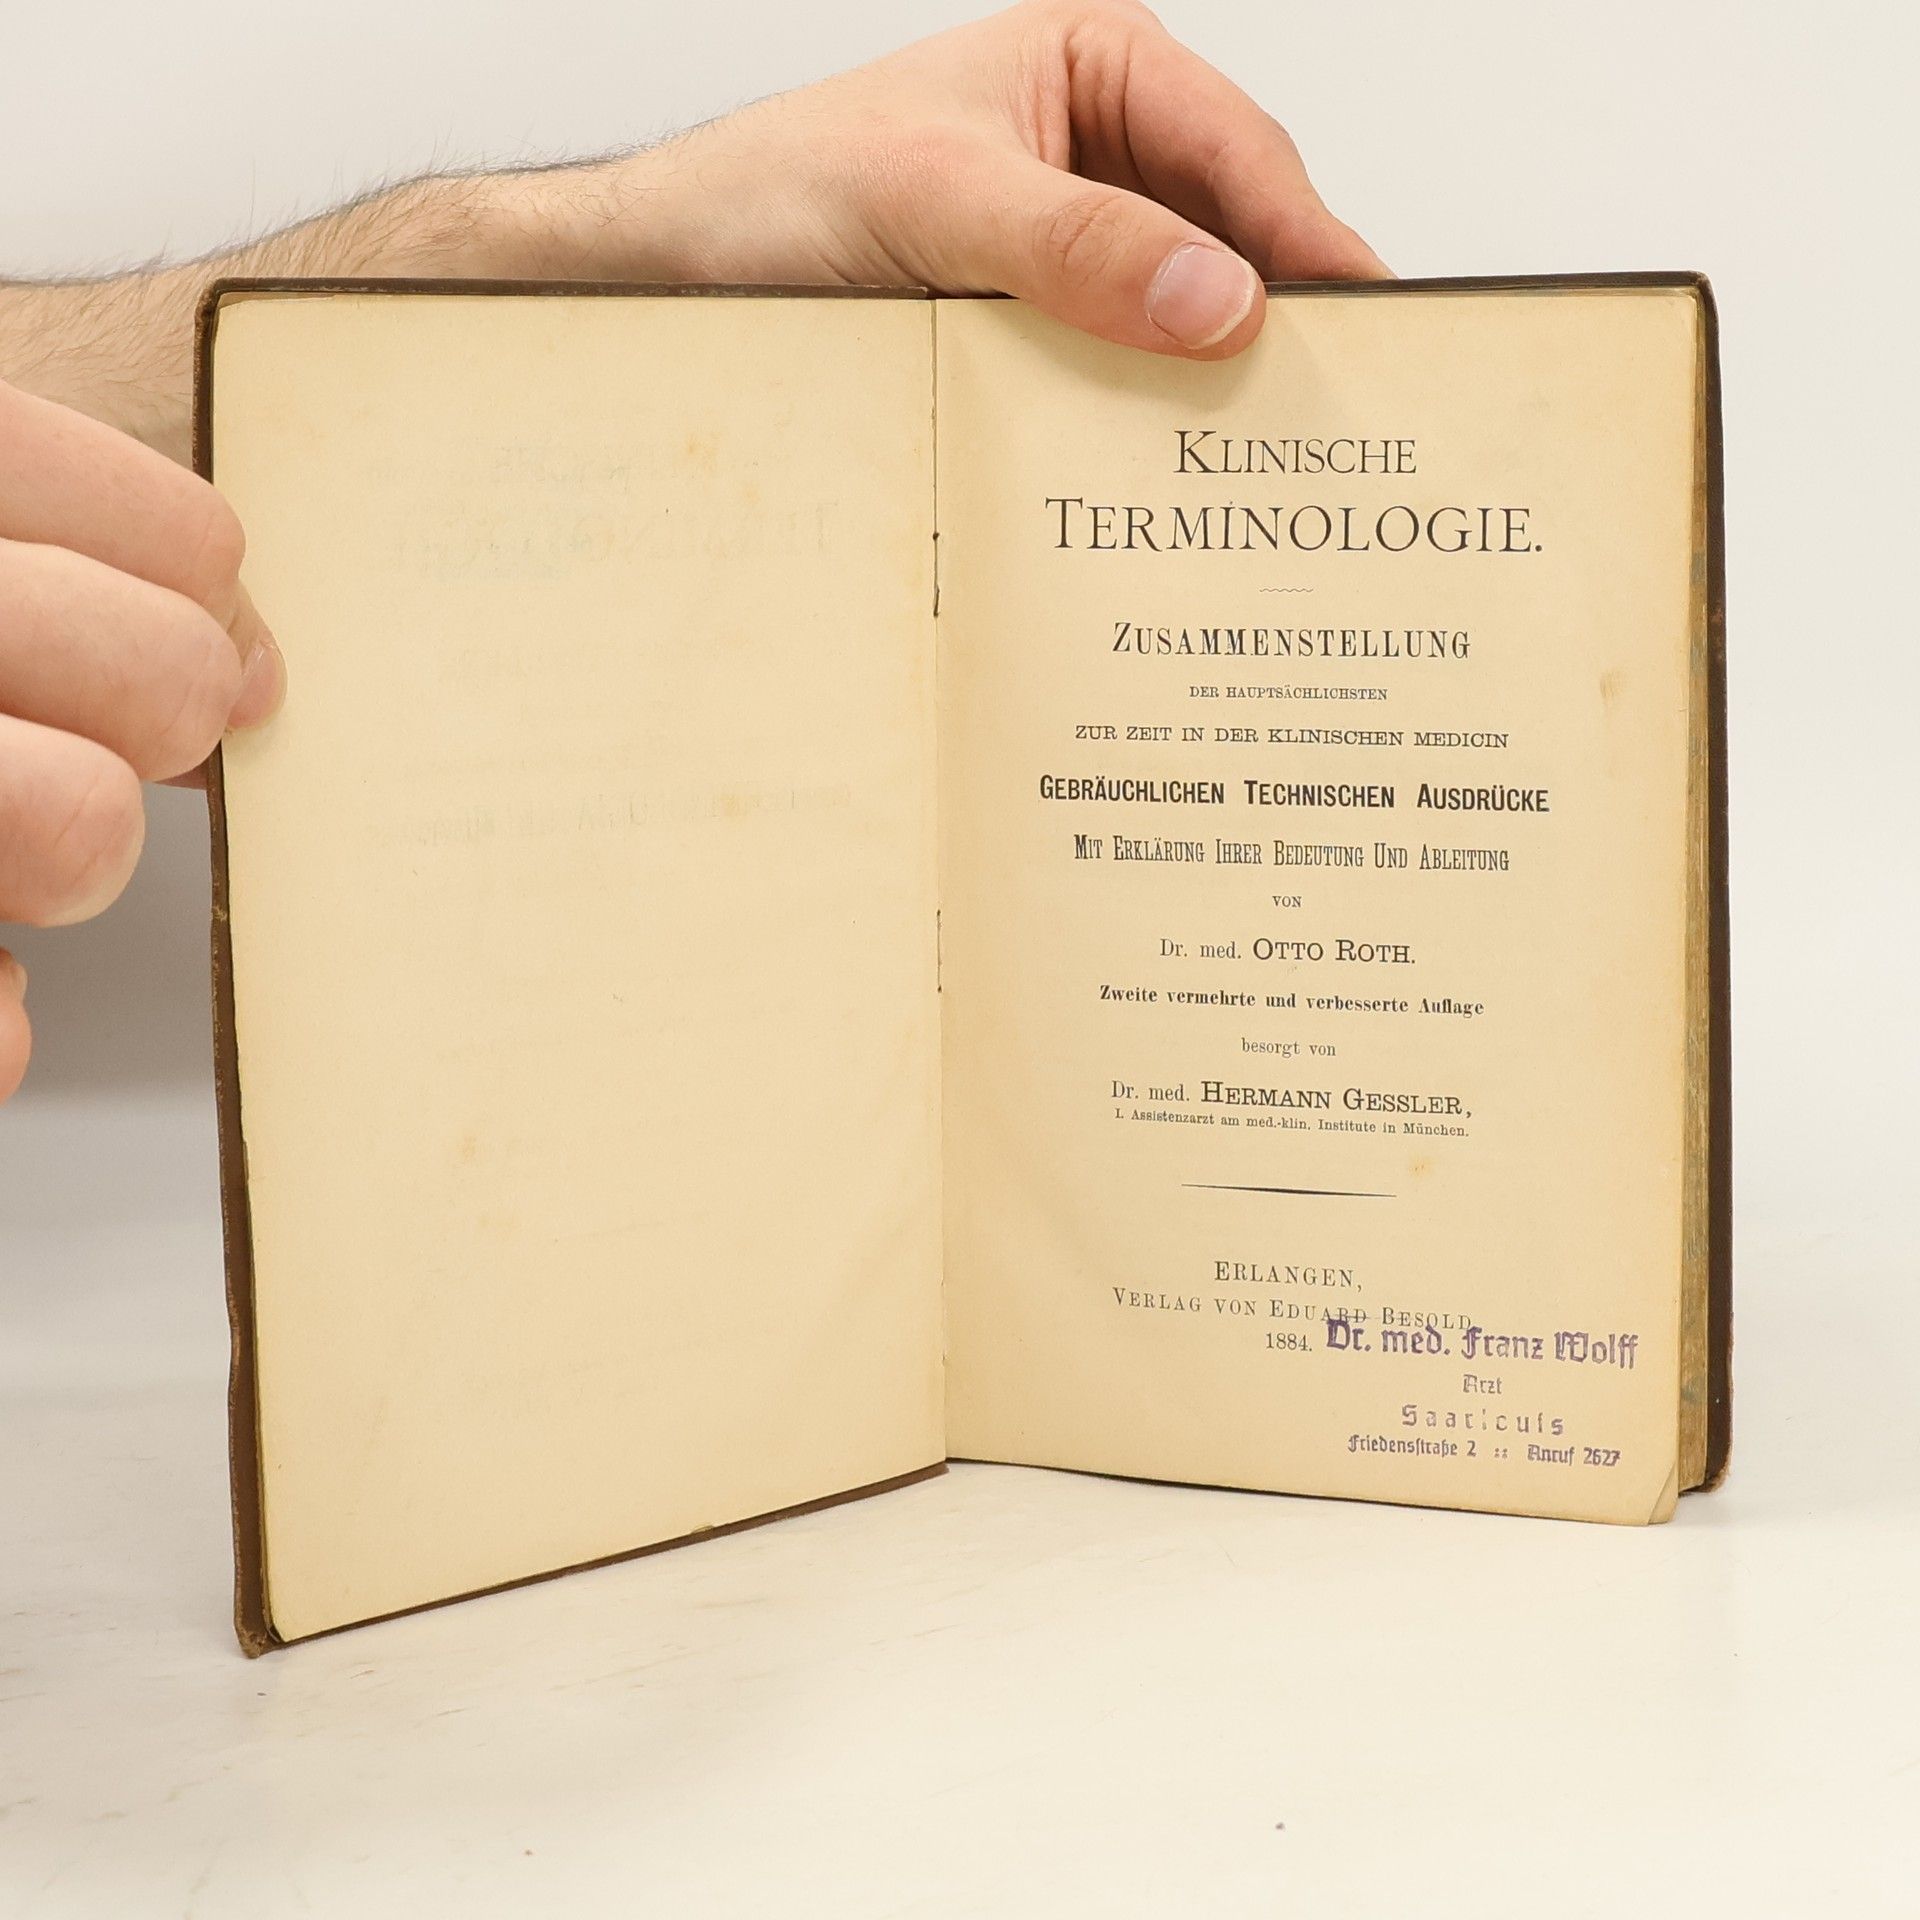 KLINISCHE
TERMINOLOGIE.
ZUSAMMENSTELLUNG
DER HAUPTSÄCHLICHSTEN
ZUR ZEIT IN DER KLINISCHEN MEDICIN
GEBRÄUCHLICHEN TECHNISCHEN AUSDRÜCKE
MIT ERKLÄRUNG IHRER BEDEUTUNG UND ABLEITUNG
VON
Dr. med. OTTO ROTH.
Zweite vermehrte und verbesserte Auflage
besorgt von
Dr. med. HERMANN GESSLER,
I. Assistenzarzt am med.-klin. Institute in München.
ERLANGEN,
VERLAG VON EDUARD BESOLD
1884.
Dr. med. Franz Wolff
Arzt
Saarlouis
Friedensstraße 2 :: Anruf 2627